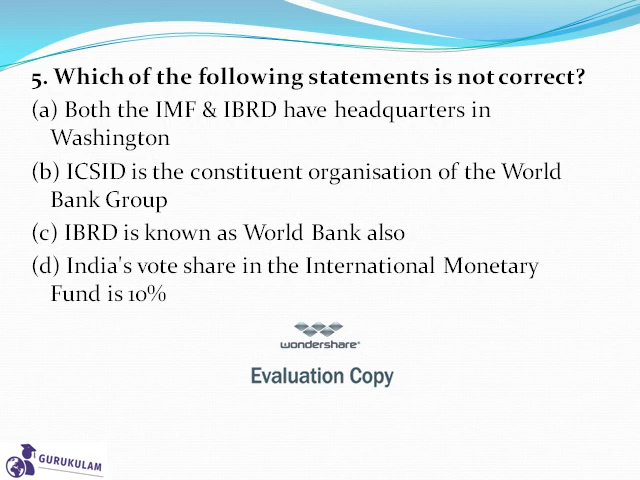 5. Which of the following statements is not correct?
(a) Both the IMF & IBRD have headquarters in
Washington
(b) ICSID is the constituent organisation of the World
Bank Group
(c) IBRD is known as World Bank also
(d) India's vote share in the International Monetary
Fund is 10%
wondershare
Evaluation Copy
GURUKULAM